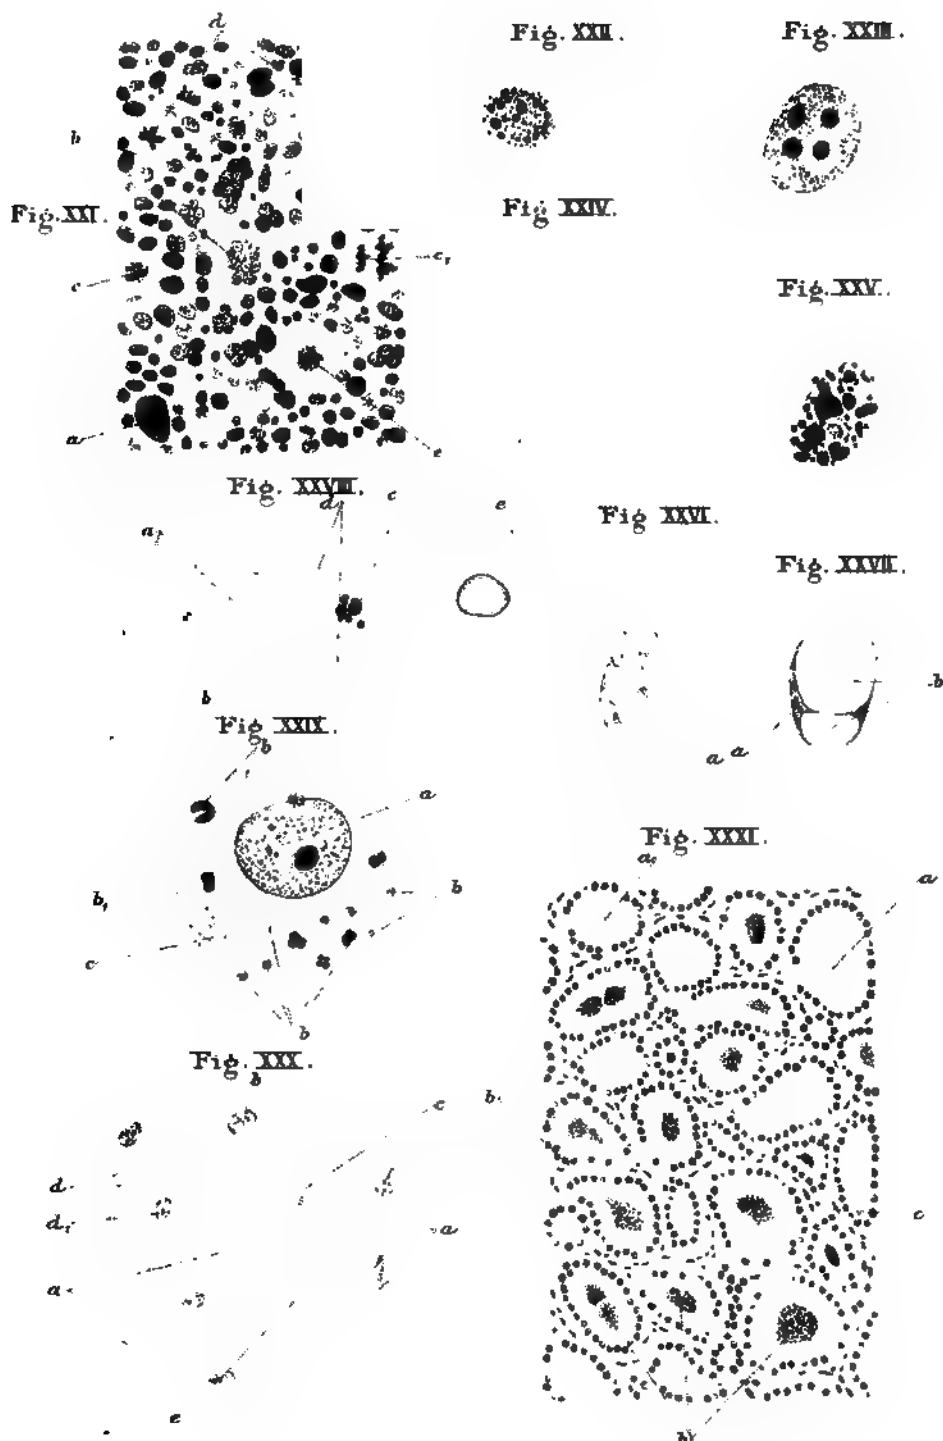 d
Fig. XXII.
Fig. XXIII.
b
Fig. XXI.
Fig XXIV.
c,
c
Fig. XXV.
a
e
Fig. XXVIII.
d,
c
e
Fig XXVI.
a,
Fig. XXVII.
b
b
a
a
Fig XXIX.
b
a
Fig. XXXI.
a,
a
b
b,
c
b
Fig. XXX.
b
c
b,
d
d,
a
c
a
e
b